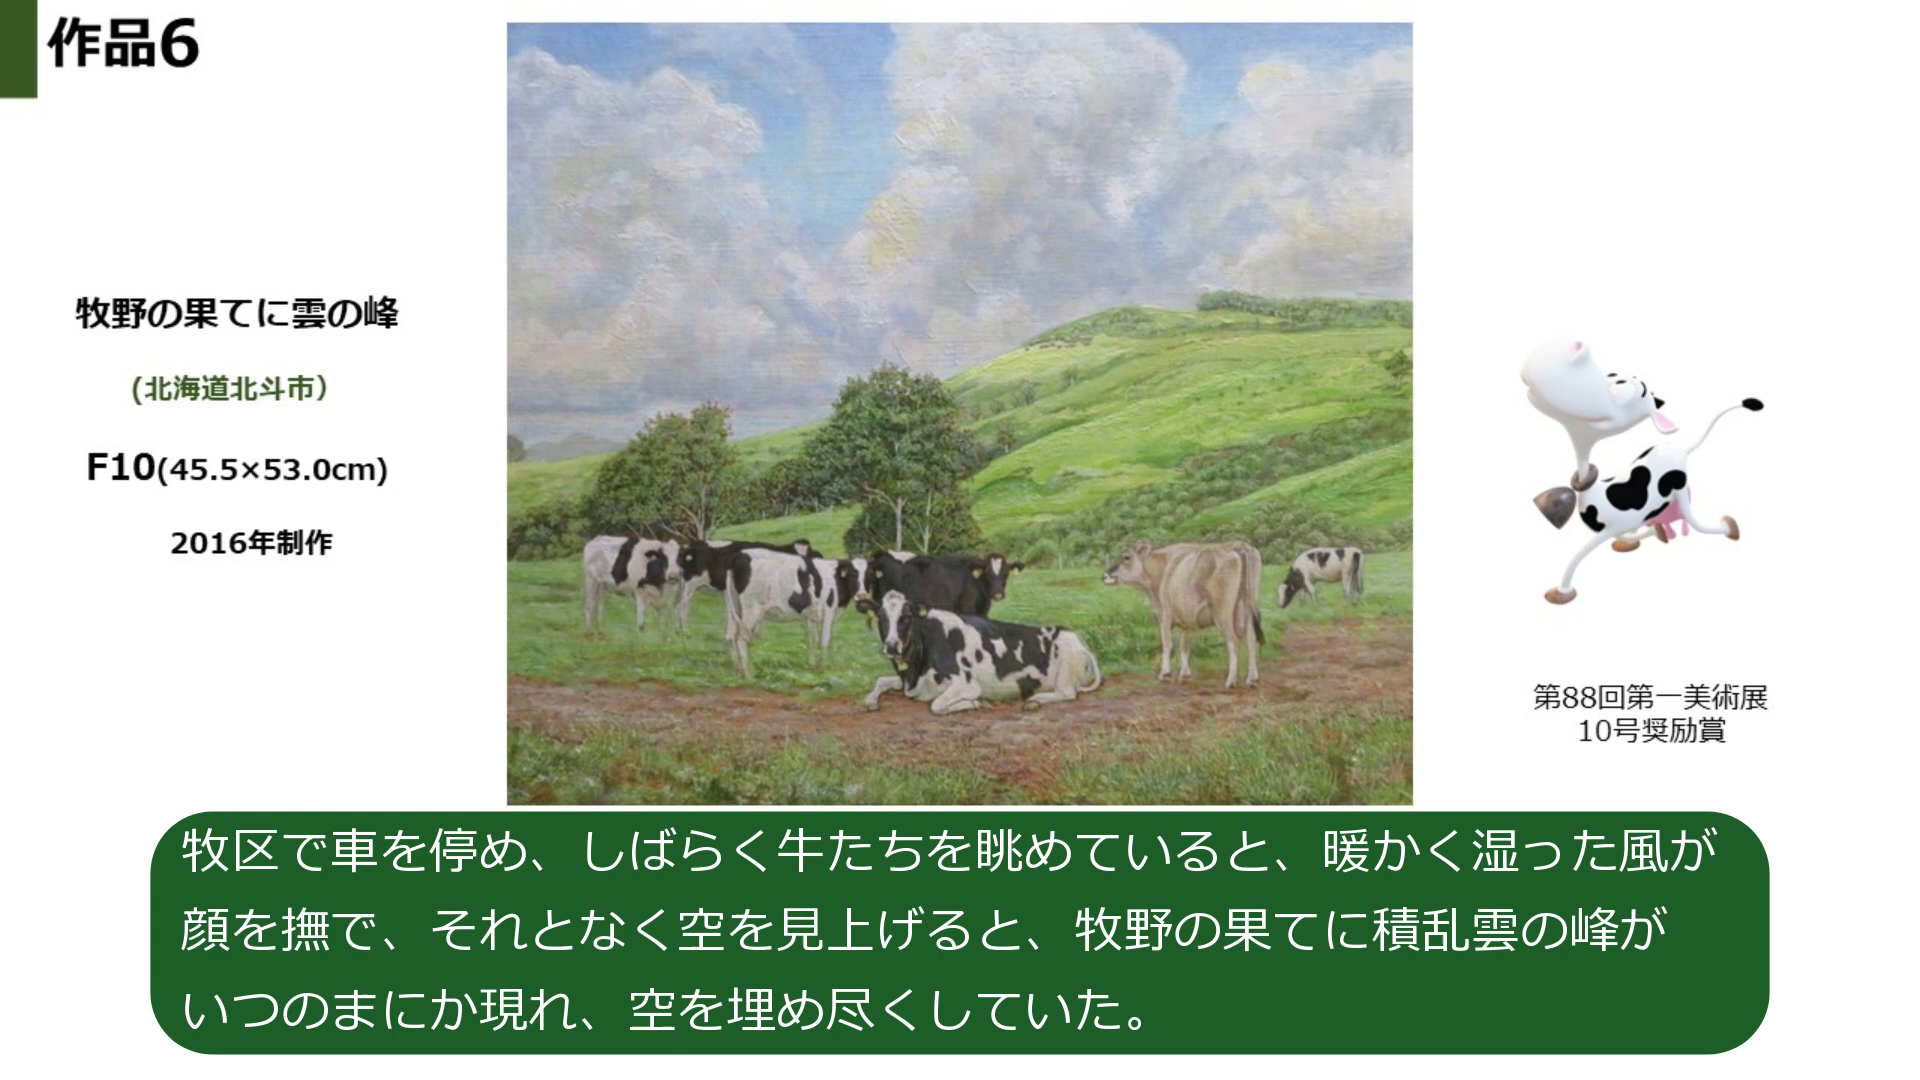 作品6
牧野の果てに雲の峰
(北海道北斗市）
F10(45.5×53.0cm)
2016年制作
第88回第一美術展
10号奨励賞
牧区で車を停め、しばらく牛たちを眺めていると、暖かく湿った風が
顔を撫で、それとなく空を見上げると、牧野の果てに積乱雲の峰が
いつのまにか現れ、空を埋め尽くしていた。